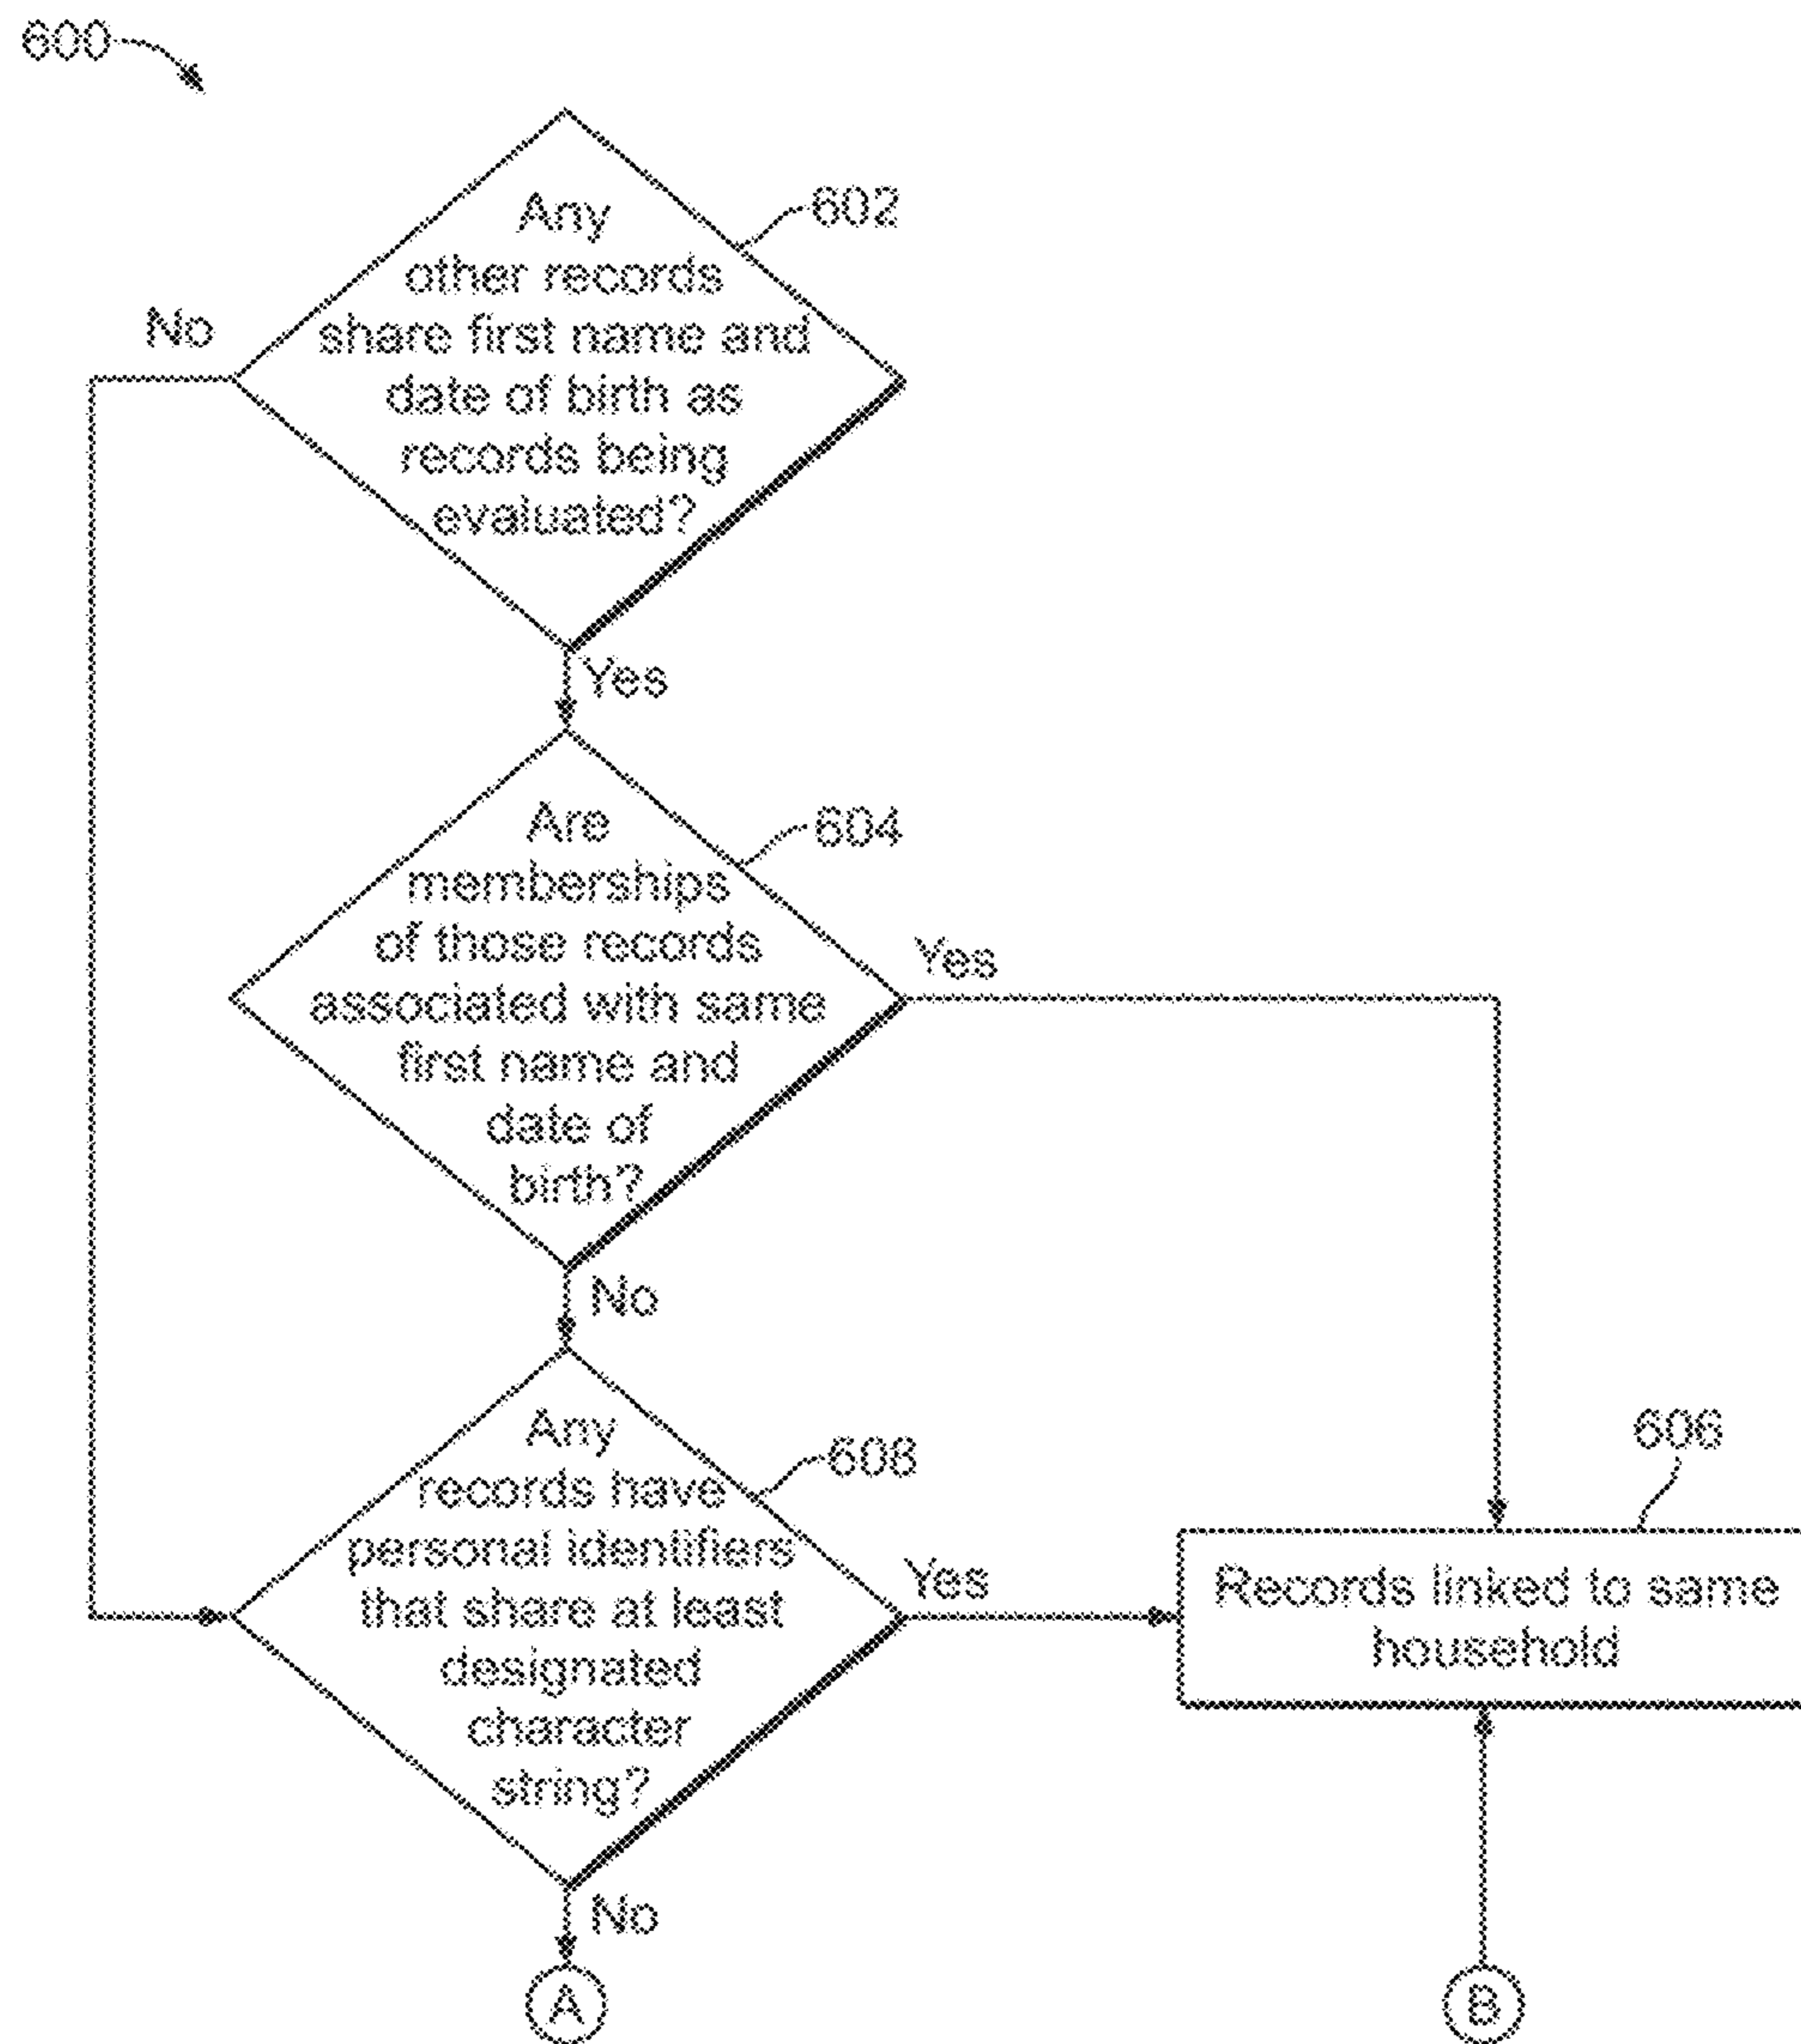 600
Any
other records
share first name and
date of birth as
records being
evaluated?
602
No
Yes
Are
memberships
of those records
associated with same
first name and
date of
birth?
604
Yes
No
Any
records have
personal identifiers
that share at least
designated
character
string?
608
Yes
606
Records linked to same
household
No
A
B